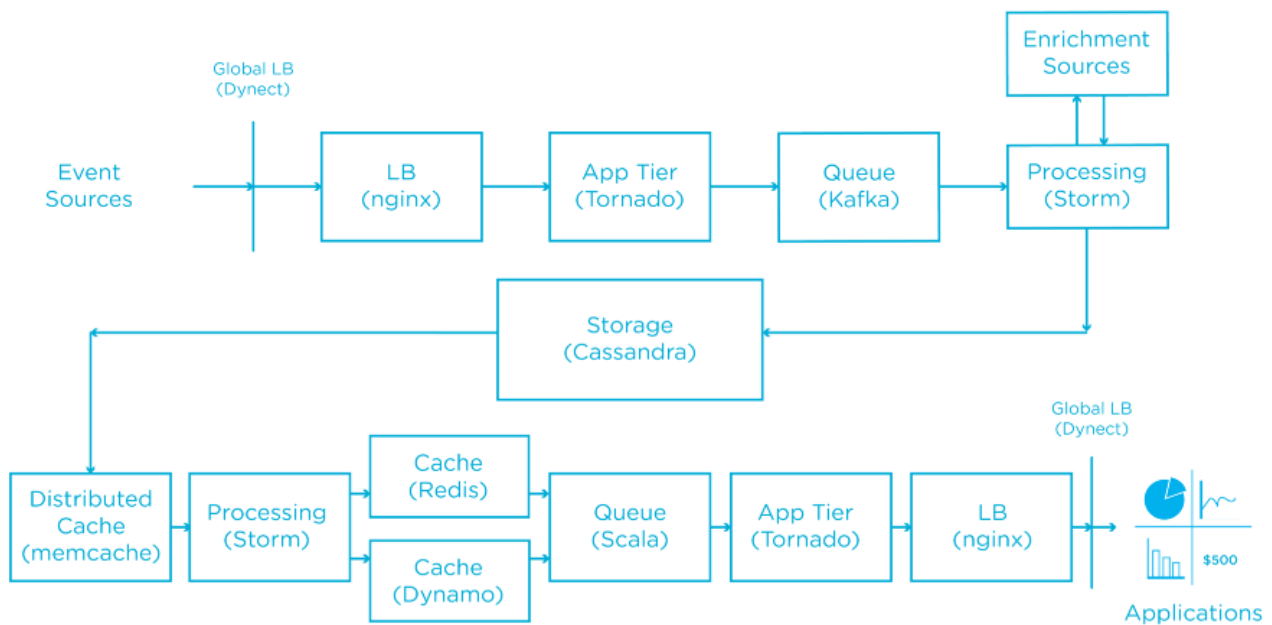 Enrichment
Sources
Global LB
(Dynect)
Event
Sources
LB
(nginx)
App Tier
(Tornado)
Queue
(Kafka)
Processing
(Storm)
Storage
(Cassandra)
Global LB
(Dynect)
Distributed
Cache
(memcache)
Processing
(Storm)
Cache
(Redis)
Cache
(Dynamo)
Queue
(Scala)
App Tier
(Tornado)
LB
(nginx)
$500
Applications